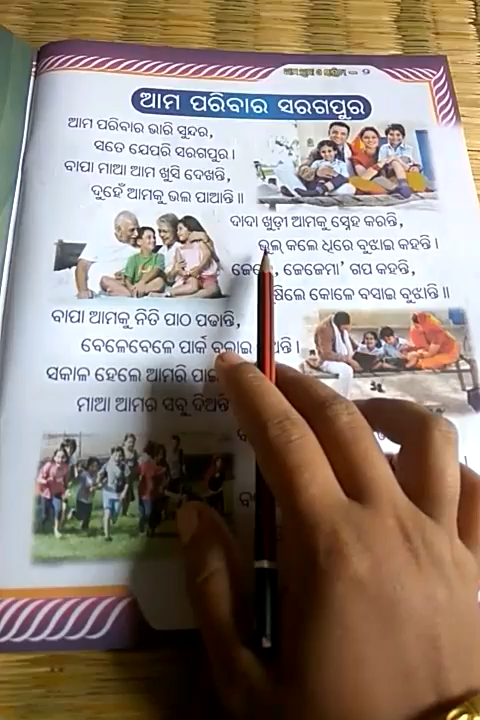 ଆମ ପରିବାର ସରଗପୁର
ଆମ ପରିବାର ଭାରି ସୁନ୍ଦର,
ସତେ ଯେପରି ସରଗପୁର ।
ବାପା ମାଆ ଆମ ଖୁସି ଦେଖନ୍ତି,
ଦୁହେଁ ଆମକୁ ଭଲ ପାଆନ୍ତି ॥
ଦାଦା ଖୁଡ଼ୀ ଆମକୁ ସ୍ନେହ କରନ୍ତି,
ଭୁଲ୍ କଲେ ଧିରେ ବୁଝାଇ କହନ୍ତି ।
ଜେଜେମା' ଗପ କହନ୍ତି,
କୋଳେ ବସାଇ ବୁଝାନ୍ତି ॥
ବାପା ଆମକୁ ନିତି ପାଠ ପଢାନ୍ତି,
ବେଳେବେଳେ ପାର୍କ
ସକାଳ ହେଲେ ଆମରି
ମାଆ ଆମର ସବୁ ଦିଅନ୍ତି